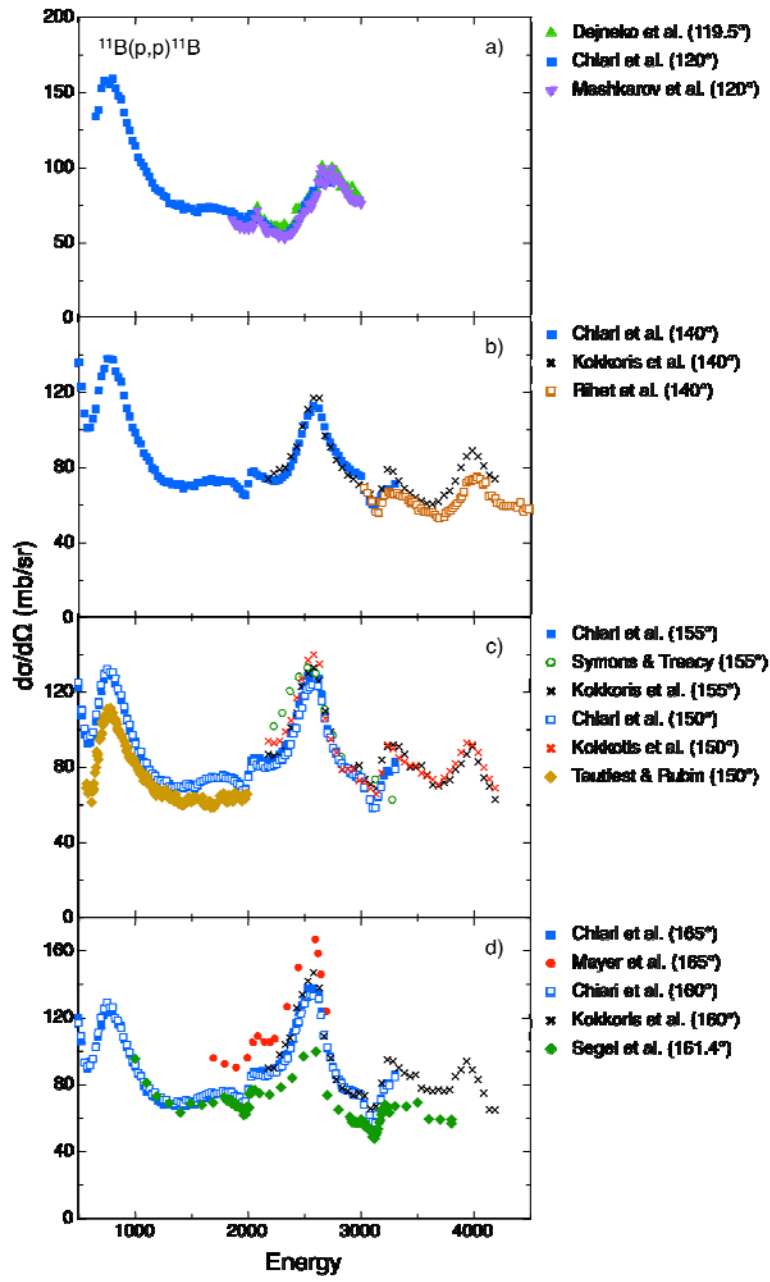 200
150
100
50
0
¹¹B(p,p)¹¹B
a)
Dejneko et al. (119.5°)
Chiari et al. (120°)
Mashkarov et al. (120°)
120
80
40
0
b)
Chiari et al. (140°)
Kokkoris et al. (140°)
Rihet et al. (140°)
dσ/dΩ (mb/sr)
120
80
40
0
c)
Chiari et al. (155°)
Symons & Treacy (155°)
Kokkoris et al. (155°)
Chiari et al. (150°)
Kokkoris et al. (150°)
Tautfest & Rubin (150°)
160
120
80
40
0
d)
Chiari et al. (165°)
Mayer et al. (165°)
Chiari et al. (160°)
Kokkoris et al. (160°)
Segel et al. (161.4°)
1000
2000
3000
4000
Energy